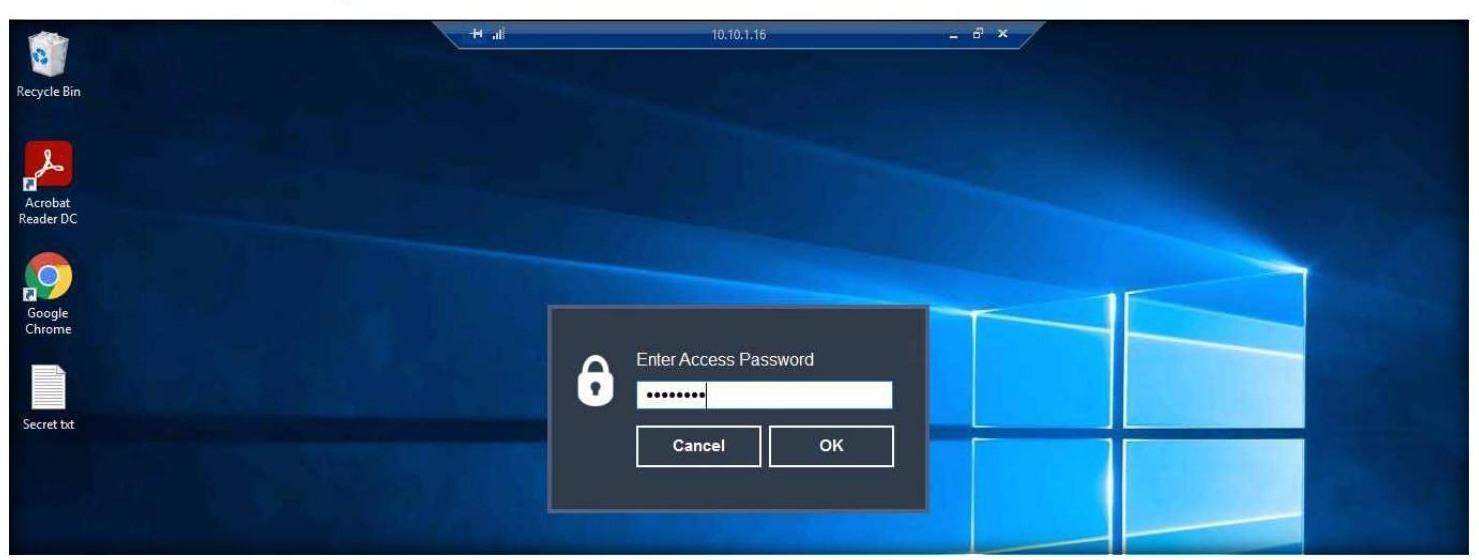 10.10.1.16
Recycle Bin
Acrobat
Reader DC
Google
Chrome
Secret txt
Enter Access Password
Cancel
OK